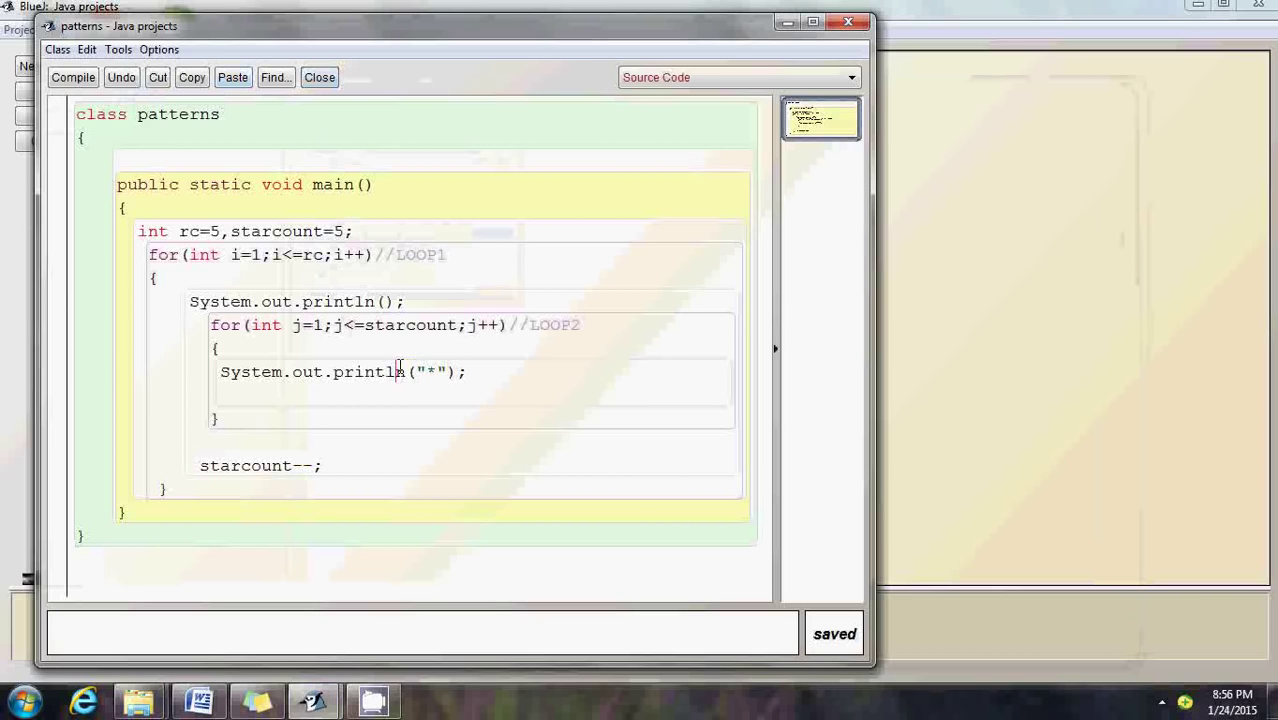 BlueJ: Java projects
patterns - Java projects
Class Edit Tools Options
Compile Undo Cut Copy Paste Find... Close
Source Code
class patterns
{
public static void main()
{
int rc=5,starcount=5;
for(int i=1;i<=rc;i++)//LOOP1
{
System.out.println();
for(int j=1;j<=starcount;j++)//LOOP2
{
System.out.println("*");
}
starcount--;
}
}
}
saved
8:56 PM
1/24/2015